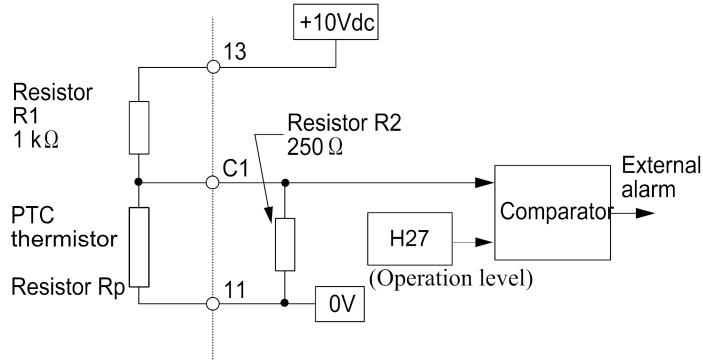 +10Vdc
13
Resistor
R1
1 kΩ
Resistor R2
250 Ω
C1
External
alarm
PTC
thermistor
Comparator
H27
(Operation level)
Resistor Rp
11
0V